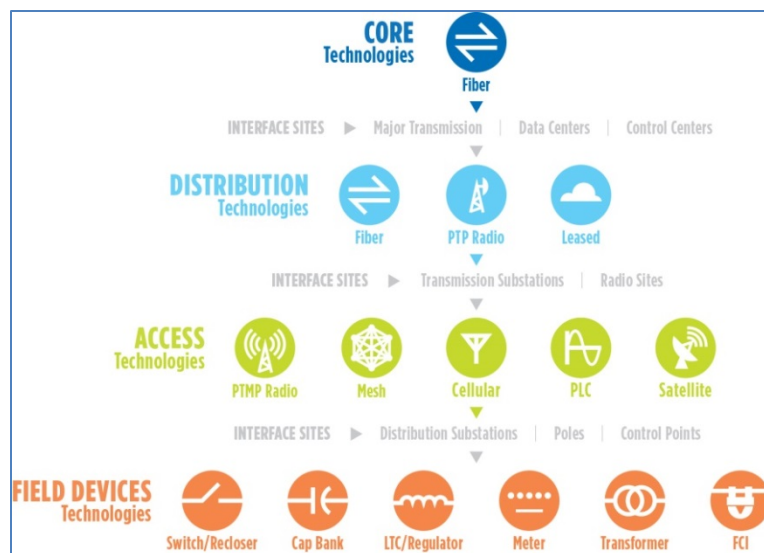 CORE
Technologies
Fiber
INTERFACE SITES Major Transmission | Data Centers | Control Centers
DISTRIBUTION
Technologies
Fiber PTP Radio Leased
INTERFACE SITES Transmission Substations | Radio Sites
ACCESS
Technologies
PTMP Radio Mesh Cellular PLC Satellite
INTERFACE SITES Distribution Substations | Poles | Control Points
FIELD DEVICES
Technologies
Switch/Recloser Cap Bank LTC/Regulator Meter Transformer FCI